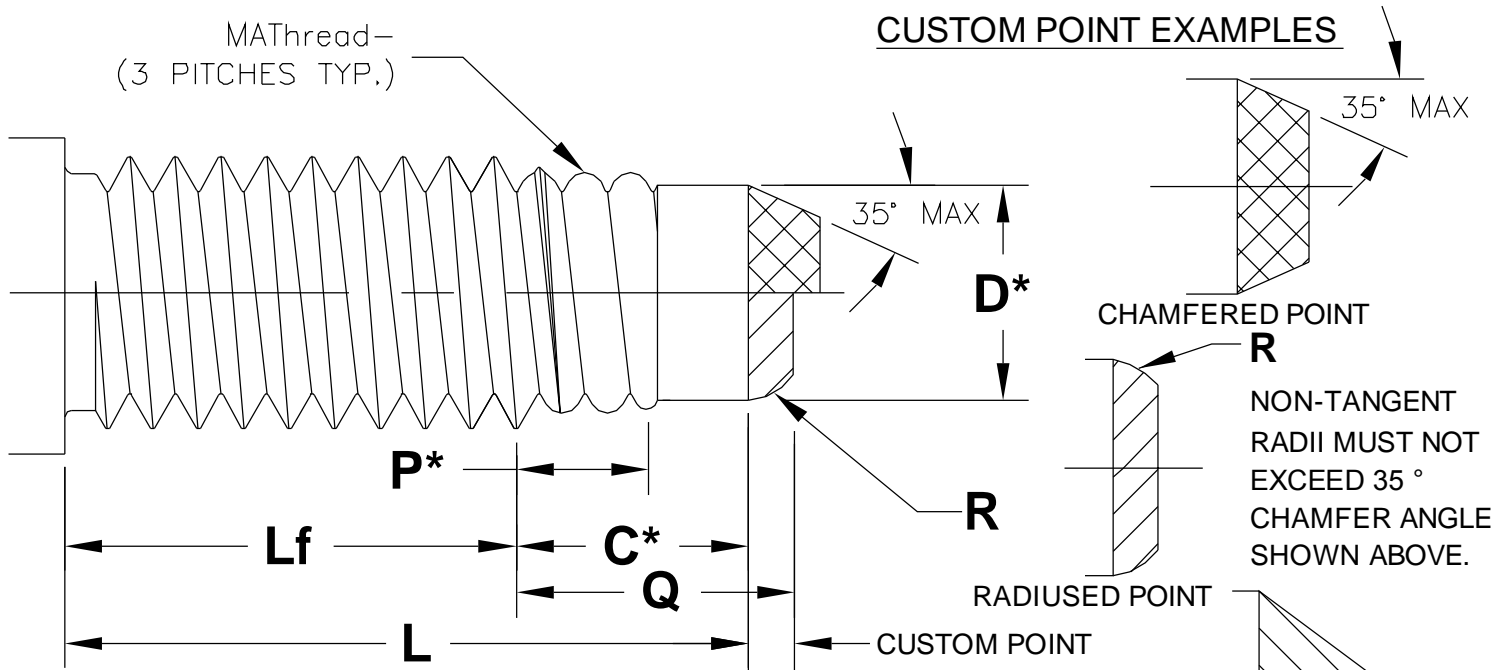 CUSTOM POINT EXAMPLES
MAThread-
(3 PITCHES TYP.)
35° MAX
35° MAX
D*
CHAMFERED POINT
R
NON-TANGENT
RADII MUST NOT
EXCEED 35 °
CHAMFER ANGLE
SHOWN ABOVE.
P*
R
Lf
C*
Q
RADIUSED POINT
L
CUSTOM POINT